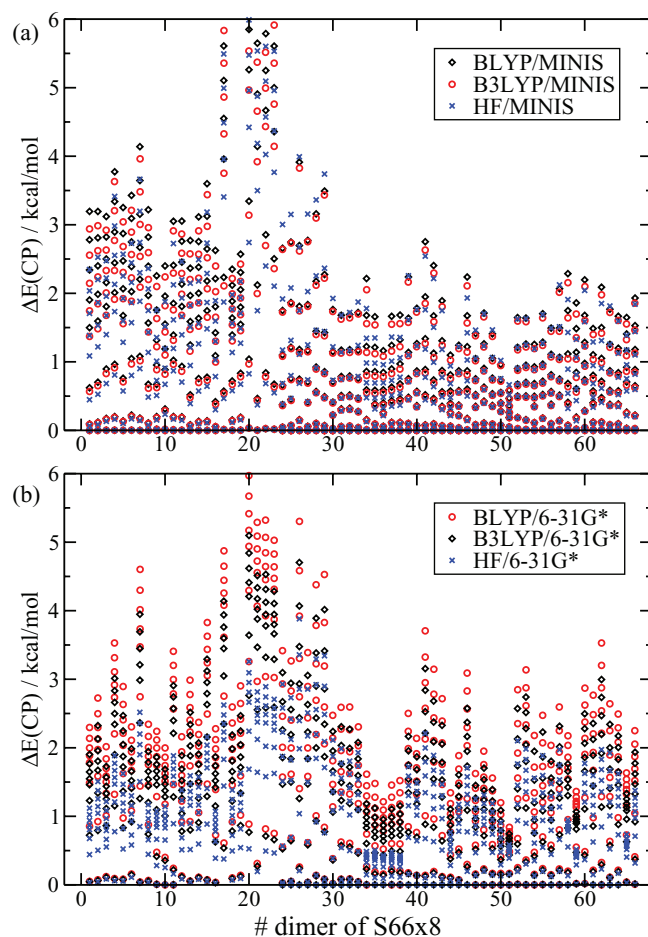 (a)
6
5
4
3
2
1
0
ΔE(CP) / kcal/mol
BLYP/MINIS
B3LYP/MINIS
HF/MINIS
0 10 20 30 40 50 60
(b)
6
5
4
3
2
1
0
ΔE(CP) / kcal/mol
BLYP/6-31G*
B3LYP/6-31G*
HF/6-31G*
0 10 20 30 40 50 60
# dimer of S66x8